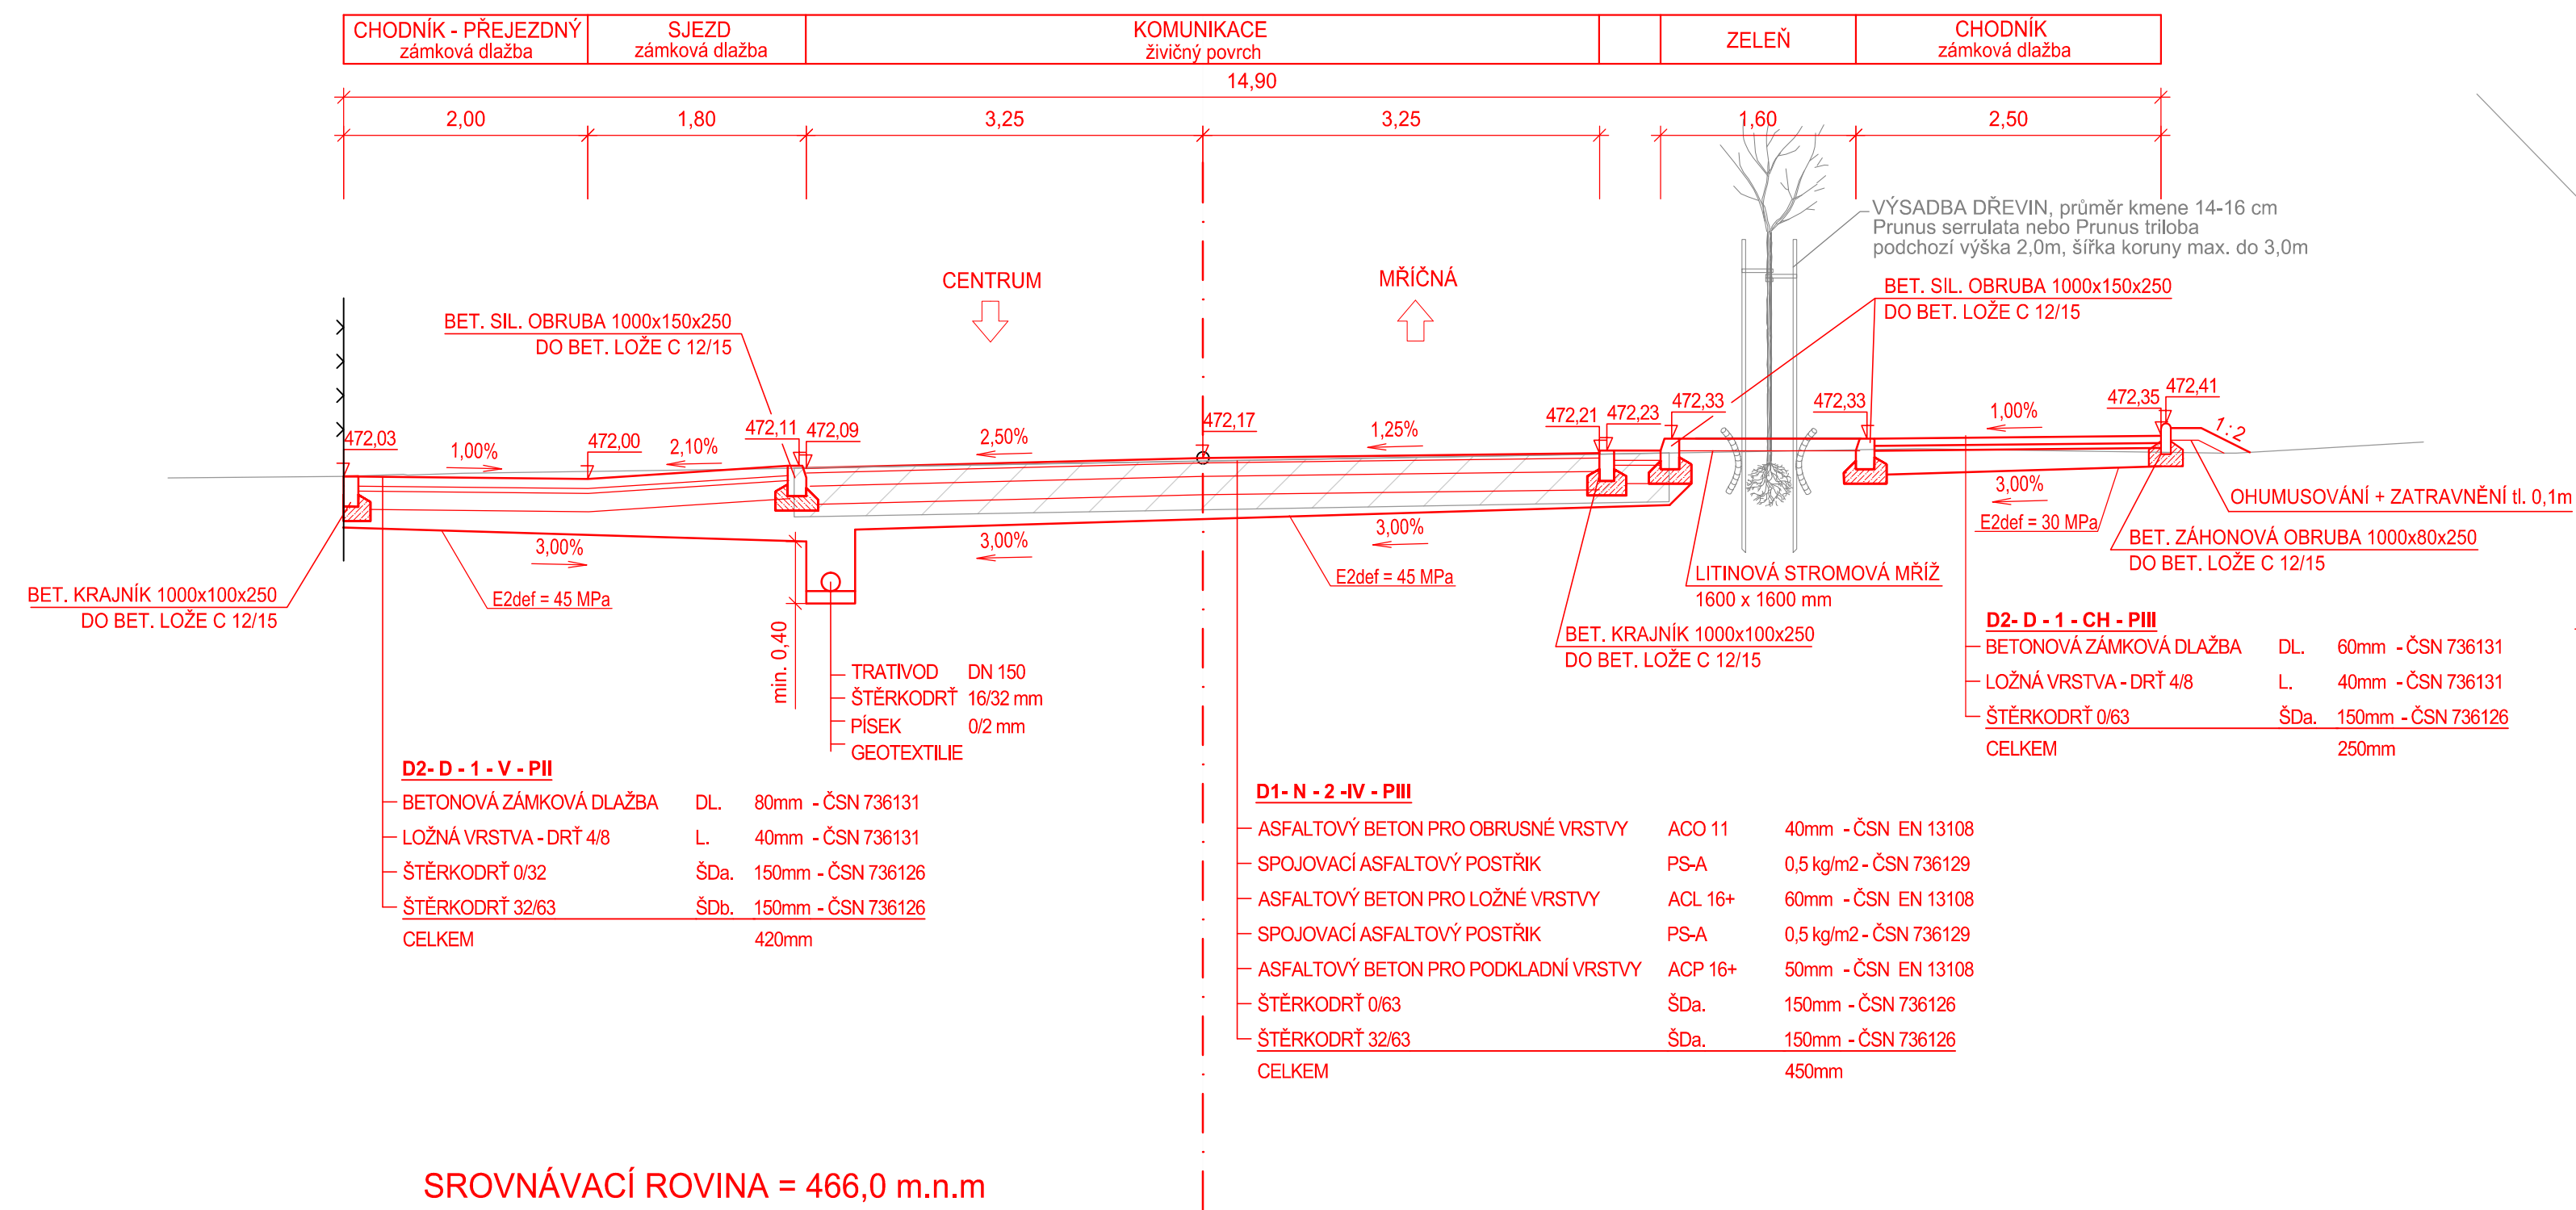 CHODNÍK - PŘEJEZDNÝ
zámková dlažba
SJEZD
zámková dlažba
KOMUNIKACE
živičný povrch
ZELEŇ
CHODNÍK
zámková dlažba
14,90
2,00
1,80
3,25
3,25
1,60
2,50
VÝSADBA DŘEVIN, průměr kmene 14-16 cm
Prunus serrulata nebo Prunus triloba
podchozí výška 2,0m, šířka koruny max. do 3,0m
CENTRUM
MŘÍČNÁ
BET. SIL. OBRUBA 1000x150x250
DO BET. LOŽE C 12/15
BET. SIL. OBRUBA 1000x150x250
DO BET. LOŽE C 12/15
472,03
1,00%
472,00
2,10%
472,11
472,09
2,50%
472,17
1,25%
472,21
472,23
472,33
472,33
1,00%
472,35
472,41
1:2
3,00%
E2def = 45 MPa
3,00%
3,00%
E2def = 45 MPa
3,00%
E2def = 30 MPa
OHUMUSOVÁNÍ + ZATRAVNĚNÍ tl. 0,1m
BET. ZÁHONOVÁ OBRUBA 1000x80x250
DO BET. LOŽE C 12/15
BET. KRAJNÍK 1000x100x250
DO BET. LOŽE C 12/15
LITINOVÁ STROMOVÁ MŘÍŽ
1600 x 1600 mm
BET. KRAJNÍK 1000x100x250
DO BET. LOŽE C 12/15
min. 0,40
TRATIVOD DN 150
ŠTĚRKODRŤ 16/32 mm
PÍSEK 0/2 mm
GEOTEXTILIE
D2- D - 1 - CH - PIII
BETONOVÁ ZÁMKOVÁ DLAŽBA DL. 60mm - ČSN 736131
LOŽNÁ VRSTVA - DRŤ 4/8 L. 40mm - ČSN 736131
ŠTĚRKODRŤ 0/63 ŠDa. 150mm - ČSN 736126
CELKEM 250mm
D2- D - 1 - V - PII
BETONOVÁ ZÁMKOVÁ DLAŽBA DL. 80mm - ČSN 736131
LOŽNÁ VRSTVA - DRŤ 4/8 L. 40mm - ČSN 736131
ŠTĚRKODRŤ 0/32 ŠDa. 150mm - ČSN 736126
ŠTĚRKODRŤ 32/63 ŠDb. 150mm - ČSN 736126
CELKEM 420mm
D1- N - 2 -IV - PIII
ASFALTOVÝ BETON PRO OBRUSNÉ VRSTVY ACO 11 40mm - ČSN EN 13108
SPOJOVACÍ ASFALTOVÝ POSTŘIK PS-A 0,5 kg/m2 - ČSN 736129
ASFALTOVÝ BETON PRO LOŽNÉ VRSTVY ACL 16+ 60mm - ČSN EN 13108
SPOJOVACÍ ASFALTOVÝ POSTŘIK PS-A 0,5 kg/m2 - ČSN 736129
ASFALTOVÝ BETON PRO PODKLADNÍ VRSTVY ACP 16+ 50mm - ČSN EN 13108
ŠTĚRKODRŤ 0/63 ŠDa. 150mm - ČSN 736126
ŠTĚRKODRŤ 32/63 ŠDa. 150mm - ČSN 736126
CELKEM 450mm
SROVNÁVACÍ ROVINA = 466,0 m.n.m